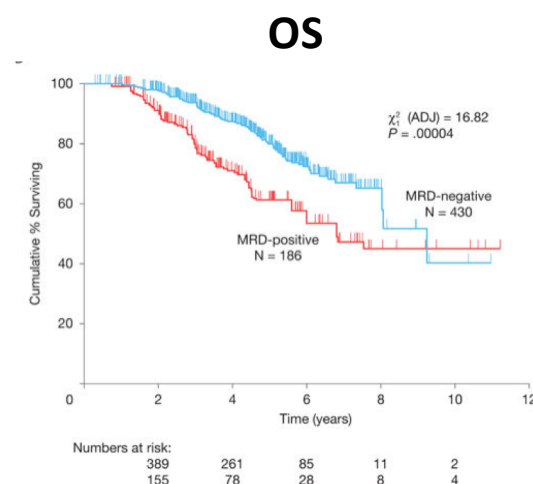 OS
100
80
60
40
20
0
2
4
6
8
10
12
Cumulative % Surviving
χ²₁ (ADJ) = 16.82
P = .00004
MRD-negative
N = 430
MRD-positive
N = 186
Time (years)
Numbers at risk:
389 261 85 11 2
155 78 28 8 4